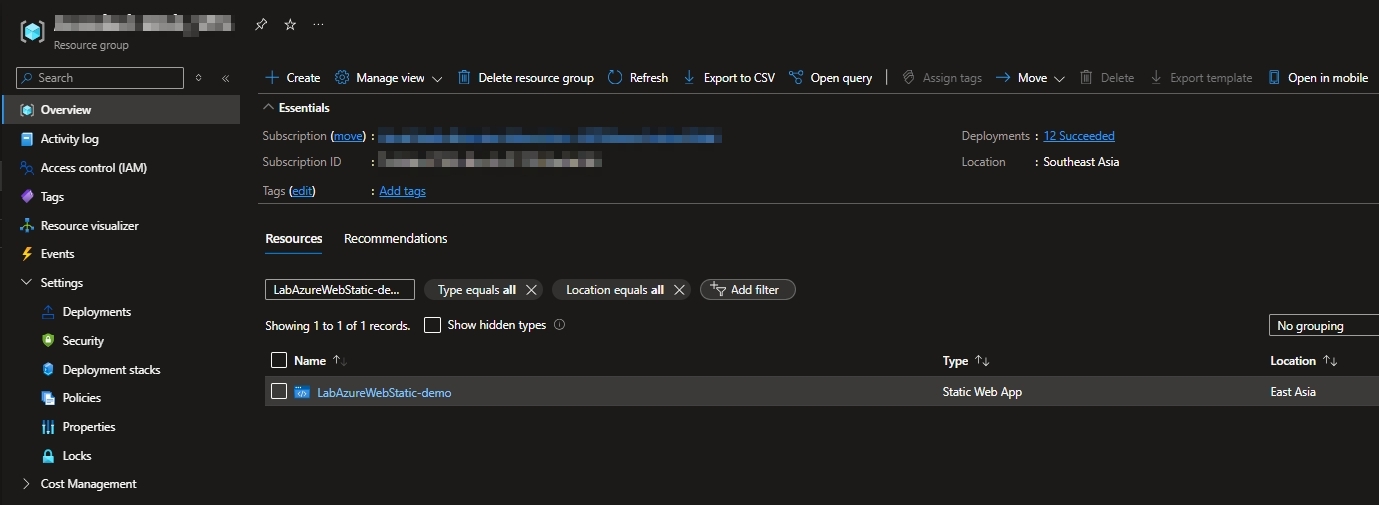 Resource group
Search
Overview
Activity log
Access control (IAM)
Tags
Resource visualizer
Events
Settings
Deployments
Security
Deployment stacks
Policies
Properties
Locks
Cost Management
Create Manage view Delete resource group Refresh Export to CSV Open query Assign tags Move Delete Export template Open in mobile
Essentials
Subscription (move) :
Deployments : 12 Succeeded
Subscription ID :
Location : Southeast Asia
Tags (edit) : Add tags
Resources Recommendations
LabAzureWebStatic-de... Type equals all Location equals all Add filter
Showing 1 to 1 of 1 records. Show hidden types
No grouping
Name Type Location
LabAzureWebStatic-demo Static Web App East Asia